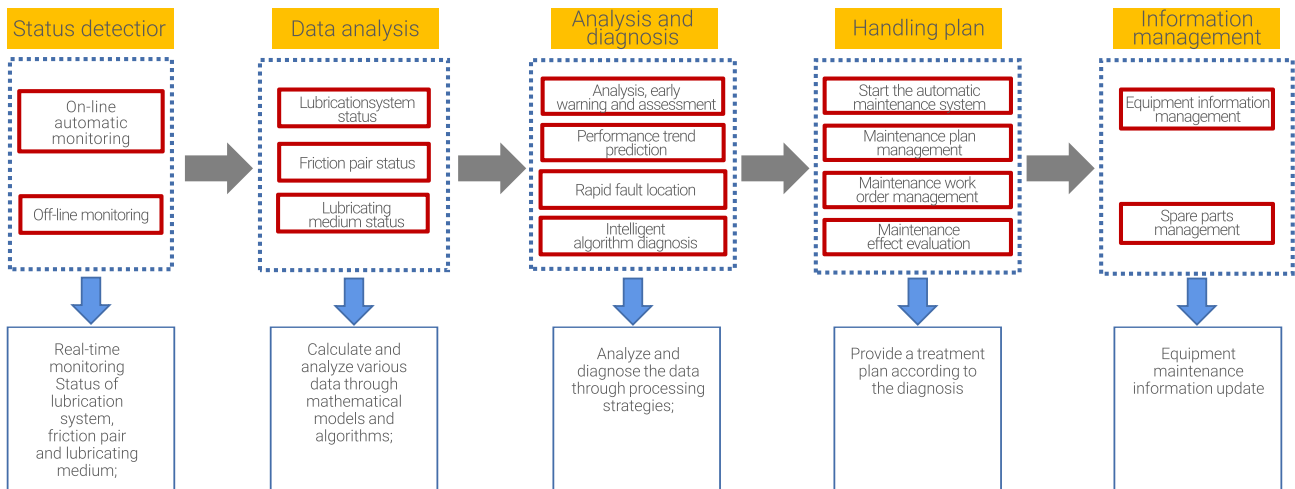 Status detectior
Data analysis
Analysis and
diagnosis
Handling plan
Information
management
On-line
automatic
monitoring
Off-line monitoring
Lubricationsystem
status
Friction pair status
Lubricating
medium status
Analysis, early
warning and assessment
Performance trend
prediction
Rapid fault location
Intelligent
algorithm diagnosis
Start the automatic
maintenance system
Maintenance plan
management
Maintenance work
order management
Maintenance
effect evaluation
Equipment information
management
Spare parts
management
Real-time
monitoring
Status of
lubrication
system,
friction pair
and lubricating
medium;
Calculate and
analyze various
data through
mathematical
models and
algorithms;
Analyze and
diagnose the data
through processing
strategies;
Provide a treatment
plan according to
the diagnosis
Equipment
maintenance
information update